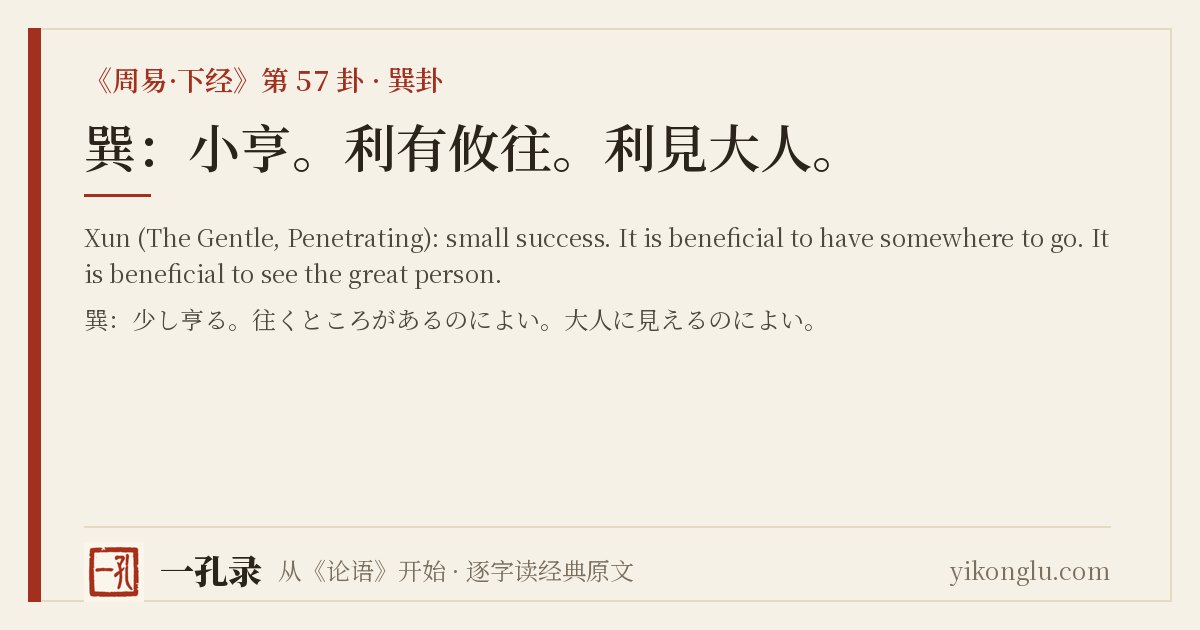 《周易·下经》第 57 卦 · 巽卦
巽：小亨。利有攸往。利見大人。
Xun (The Gentle, Penetrating): small success. It is beneficial to have somewhere to go. It
is beneficial to see the great person.
巽：少し亨る。往くところがあるのによい。大人に見えるのによい。
一孔
一孔录 从《论语》开始 · 逐字读经典原文 yikonglu.com